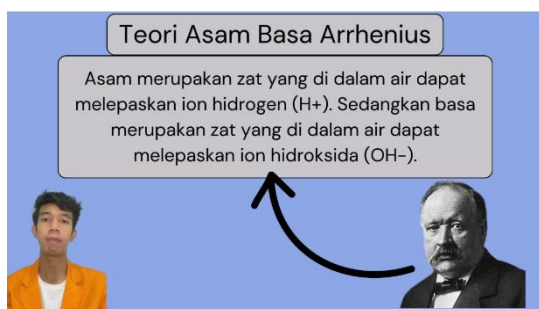 Teori Asam Basa Arrhenius
Asam merupakan zat yang di dalam air dapat
melepaskan ion hidrogen (H+). Sedangkan basa
merupakan zat yang di dalam air dapat
melepaskan ion hidroksida (OH-).